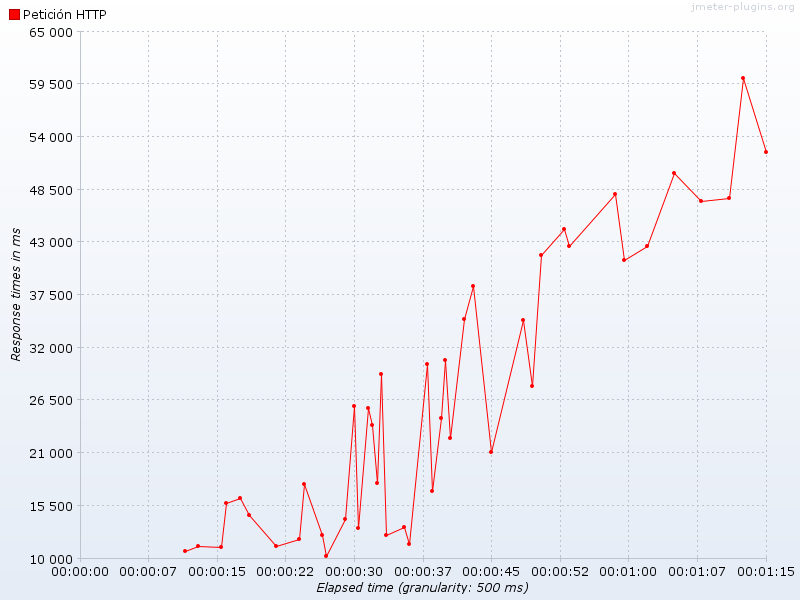 jmeter-plugins.org
Petición HTTP
65 000
59 500
54 000
48 500
43 000
37 500
32 000
26 500
21 000
15 500
10 000
Response times in ms
00:00:00 00:00:07 00:00:15 00:00:22 00:00:30 00:00:37 00:00:45 00:00:52 00:01:00 00:01:07 00:01:15
Elapsed time (granularity: 500 ms)